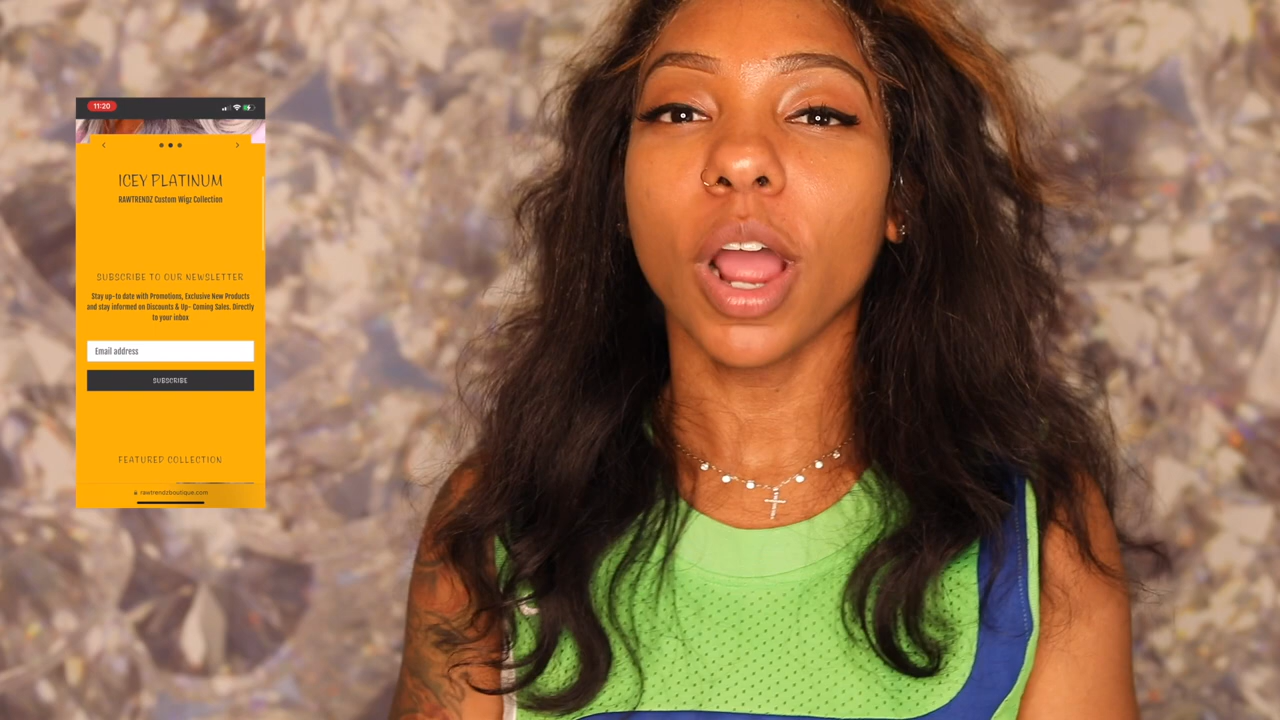 11:20
ICEY PLATINUM
RAWTRENDZ Custom Wigz Collection
SUBSCRIBE TO OUR NEWSLETTER
Stay up-to date with Promotions, Exclusive New Products
and stay informed on Discounts & Up- Coming Sales. Directly
to your inbox
Email address
SUBSCRIBE
FEATURED COLLECTION
rawtrendzboutique.com